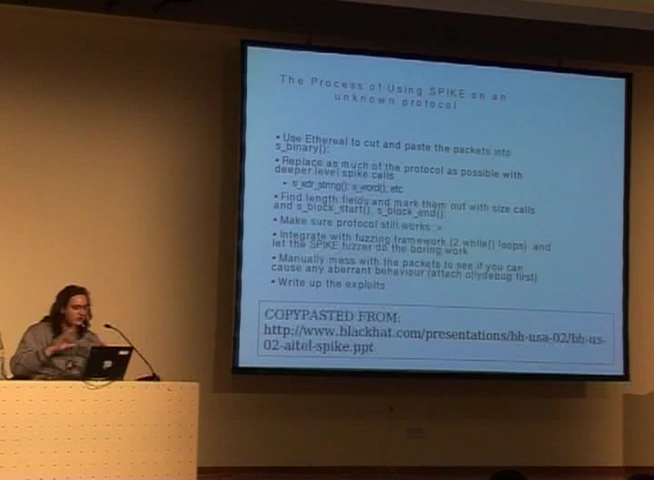 The Process of Using SPIKE on an
unknown protocol
• Use Ethereal to cut and paste the packets into
s_binary();
• Replace as much of the protocol as possible with
deeper level spike calls
• s_xdr_string(); s_word(); etc
• Find length fields and mark them out with size calls
and s_block_start(), s_block_end();
• Make sure protocol still works :>
• Integrate with fuzzing framework (2 while() loops) and
let the SPIKE fuzzer do the boring work
• Manually mess with the packets to see if you can
cause any aberrant behaviour (attach ollydebug first)
• Write up the exploits
COPYPASTED FROM:
http://www.blackhat.com/presentations/bh-usa-02/bh-us-
02-aitel-spike.ppt